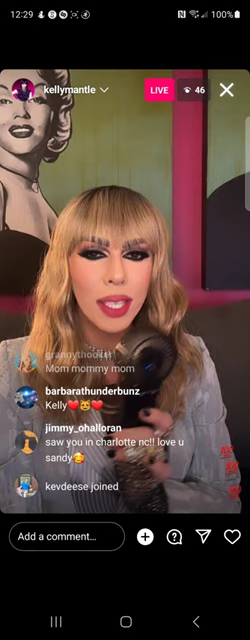 12:29
100%
kellymantle
LIVE
46
grannythooker
Mom mommy mom
barbarathunderbunz
Kelly❤️😻❤️
jimmy_ohalloran
saw you in charlotte nc!! love u
sandy🥰
kevdeese joined
💯
💯
💯
Add a comment...